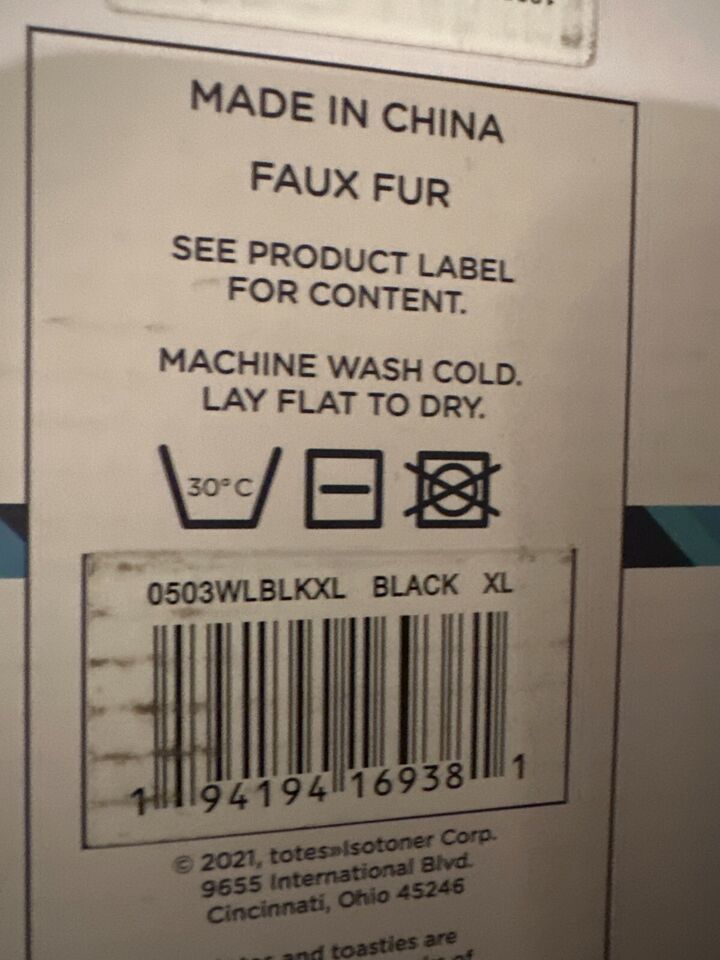 MADE IN CHINA
FAUX FUR
SEE PRODUCT LABEL
FOR CONTENT.
MACHINE WASH COLD.
LAY FLAT TO DRY.
30°C
0503WLBLKXL BLACK XL
1 94194 16938 1
© 2021, totes»Isotoner Corp.
9655 International Blvd.
Cincinnati, Ohio 45246
and toasties are
of